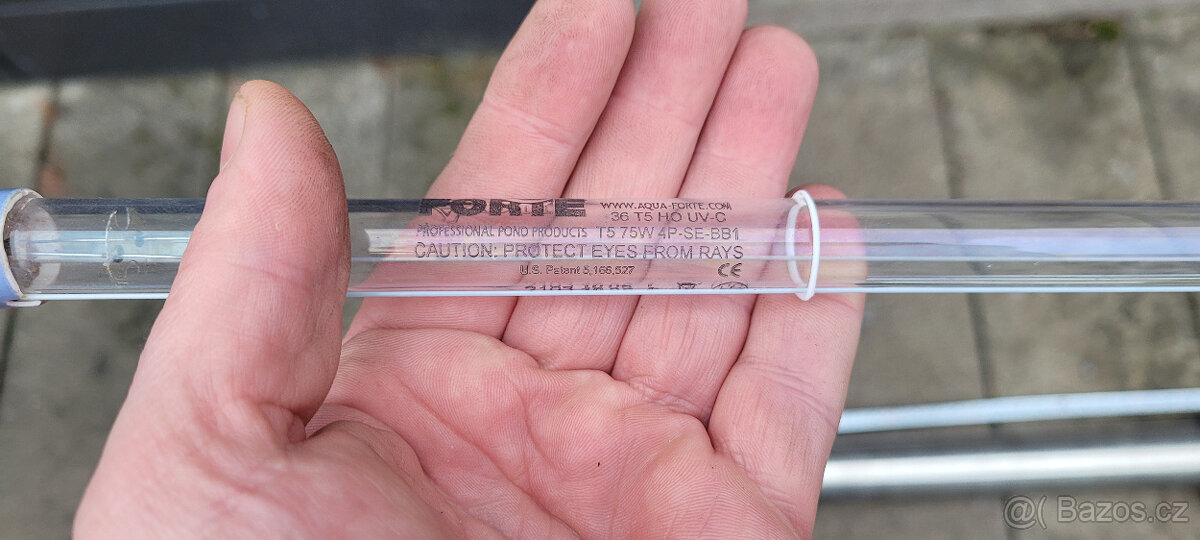 FORTE WWW.AQUA-FORTE.COM
36 T5 HO UV-C
PROFESSIONAL POND PRODUCTS T5 75W 4P-SE-BB1
CAUTION: PROTECT EYES FROM RAYS
U.S. Patent 5,166,527 CE
@( Bazos.cz